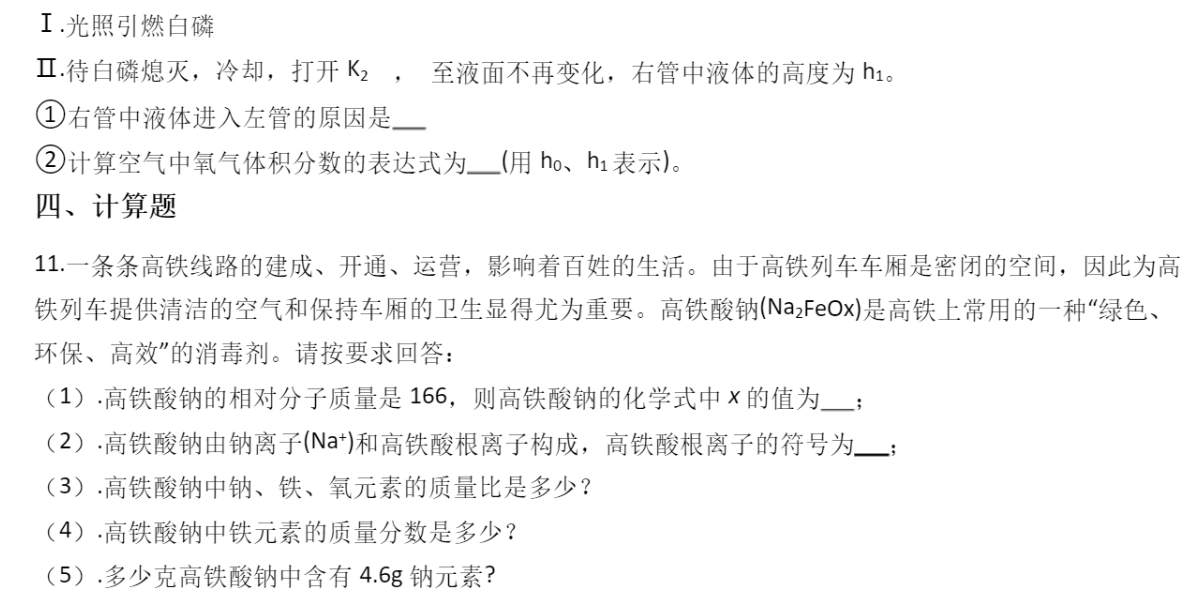 Ⅰ.光照引燃白磷
Ⅱ.待白磷熄灭，冷却，打开 K₂ ， 至液面不再变化，右管中液体的高度为 h₁。
①右管中液体进入左管的原因是___
②计算空气中氧气体积分数的表达式为___(用 h₀、h₁ 表示)。
四、计算题
11.一条条高铁线路的建成、开通、运营，影响着百姓的生活。由于高铁列车车厢是密闭的空间，因此为高
铁列车提供清洁的空气和保持车厢的卫生显得尤为重要。高铁酸钠(Na₂FeOx)是高铁上常用的一种“绿色、
环保、高效”的消毒剂。请按要求回答：
（1）.高铁酸钠的相对分子质量是 166，则高铁酸钠的化学式中 x 的值为___；
（2）.高铁酸钠由钠离子(Na⁺)和高铁酸根离子构成，高铁酸根离子的符号为___；
（3）.高铁酸钠中钠、铁、氧元素的质量比是多少？
（4）.高铁酸钠中铁元素的质量分数是多少？
（5）.多少克高铁酸钠中含有 4.6g 钠元素?